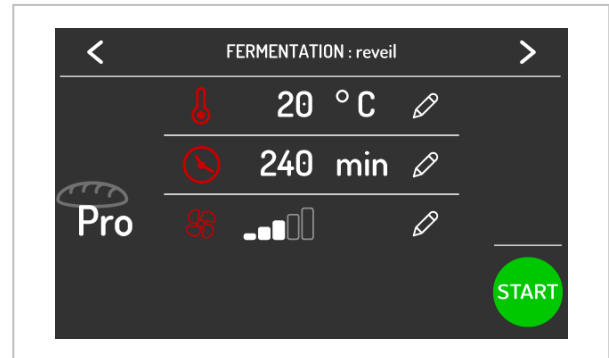 FERMENTATION : reveil
20 °C
240 min
Pro
START